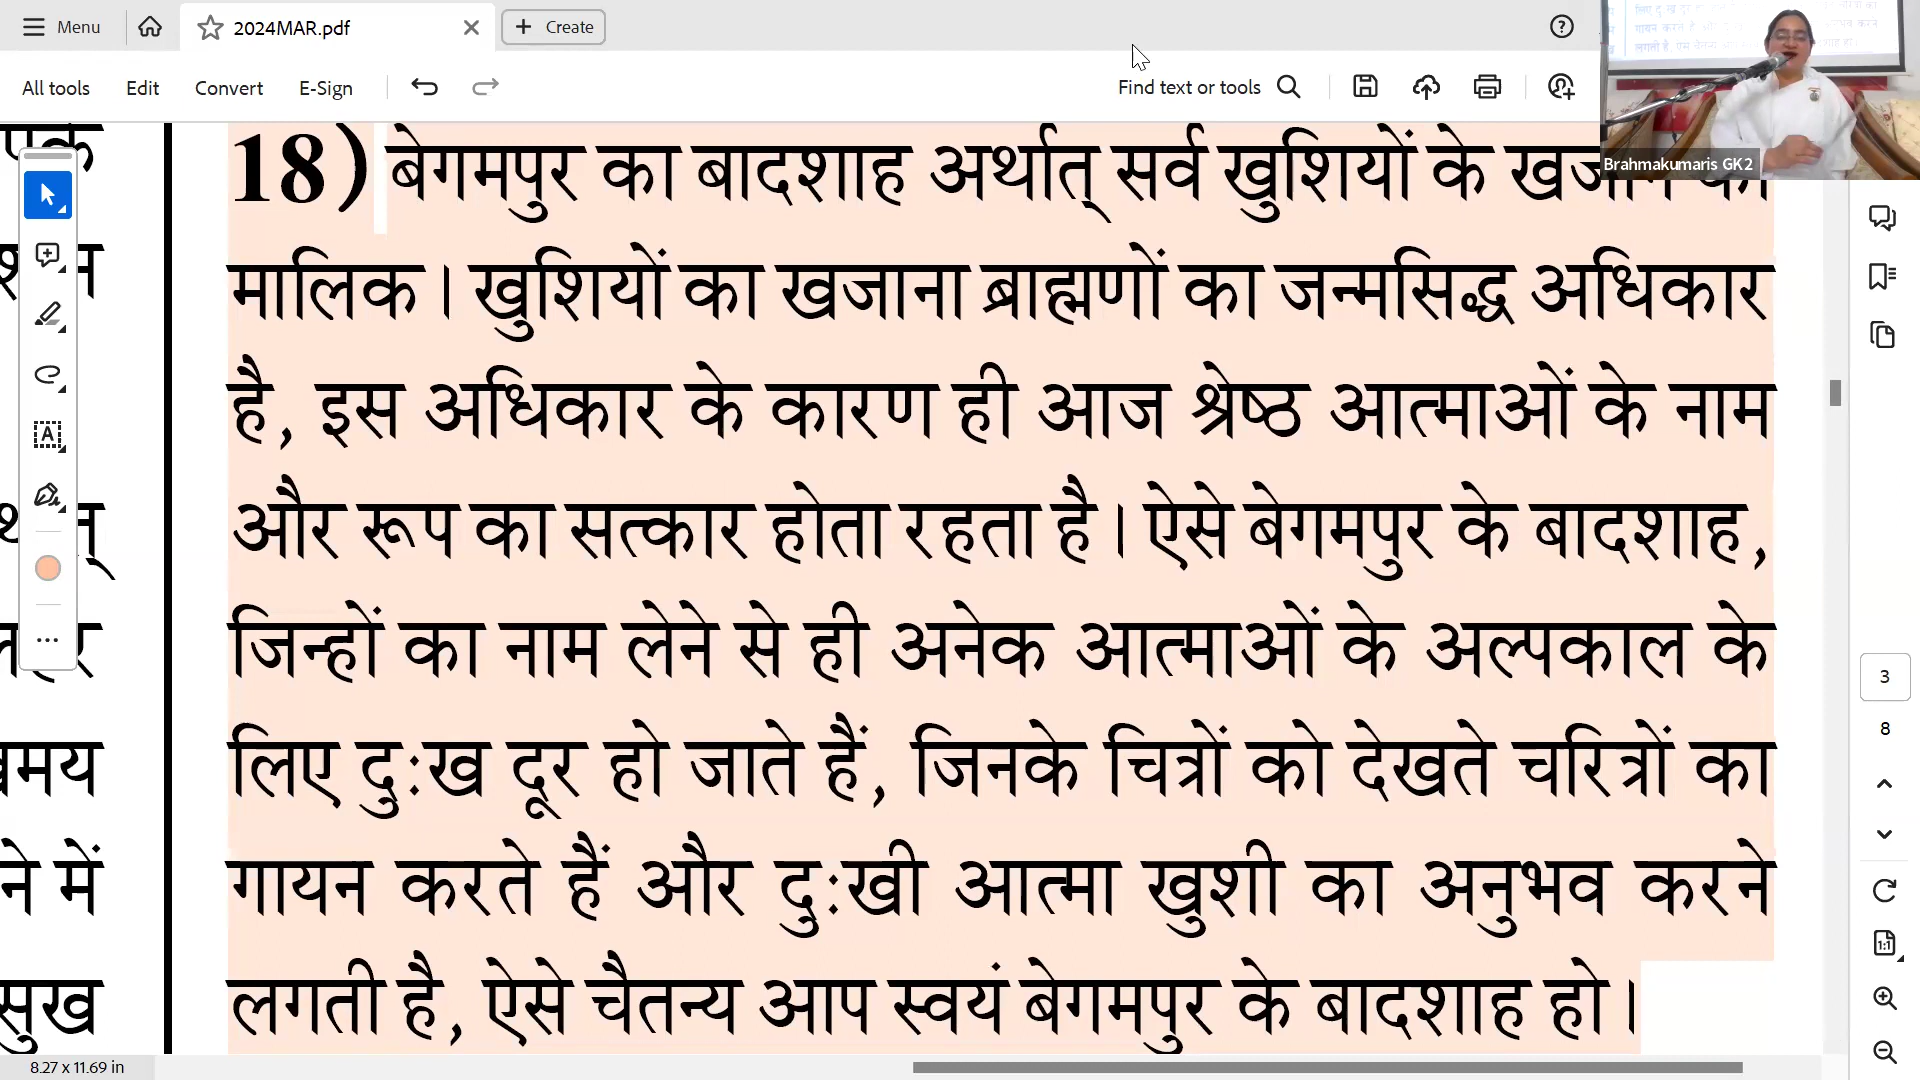 Menu
2024MAR.pdf
Create
All tools Edit Convert E-Sign
Find text or tools
Brahmakumaris GK2
18) बेगमपुर का बादशाह अर्थात् सर्व खुशियों के
मालिक। खुशियों का खजाना ब्राह्मणों का जन्मसिद्ध अधिकार
है, इस अधिकार के कारण ही आज श्रेष्ठ आत्माओं के नाम
और रूप का सत्कार होता रहता है। ऐसे बेगमपुर के बादशाह,
जिन्हों का नाम लेने से ही अनेक आत्माओं के अल्पकाल के
लिए दु:ख दूर हो जाते हैं, जिनके चित्रों को देखते चरित्रों का
गायन करते हैं और दु:खी आत्मा खुशी का अनुभव करने
लगती है, ऐसे चैतन्य आप स्वयं बेगमपुर के बादशाह हो।
ने में
सुख
3
8
8.27 x 11.69 in